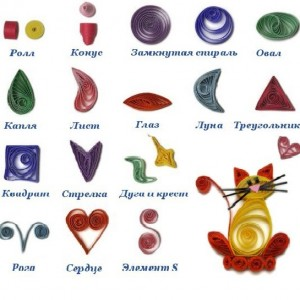 Ролл Конус Замкнутая спираль Овал
Капля Лист Глаз Луна Треугольник
Квадрат Стрелка Дуга и крест
Рога Сердце Элемент S